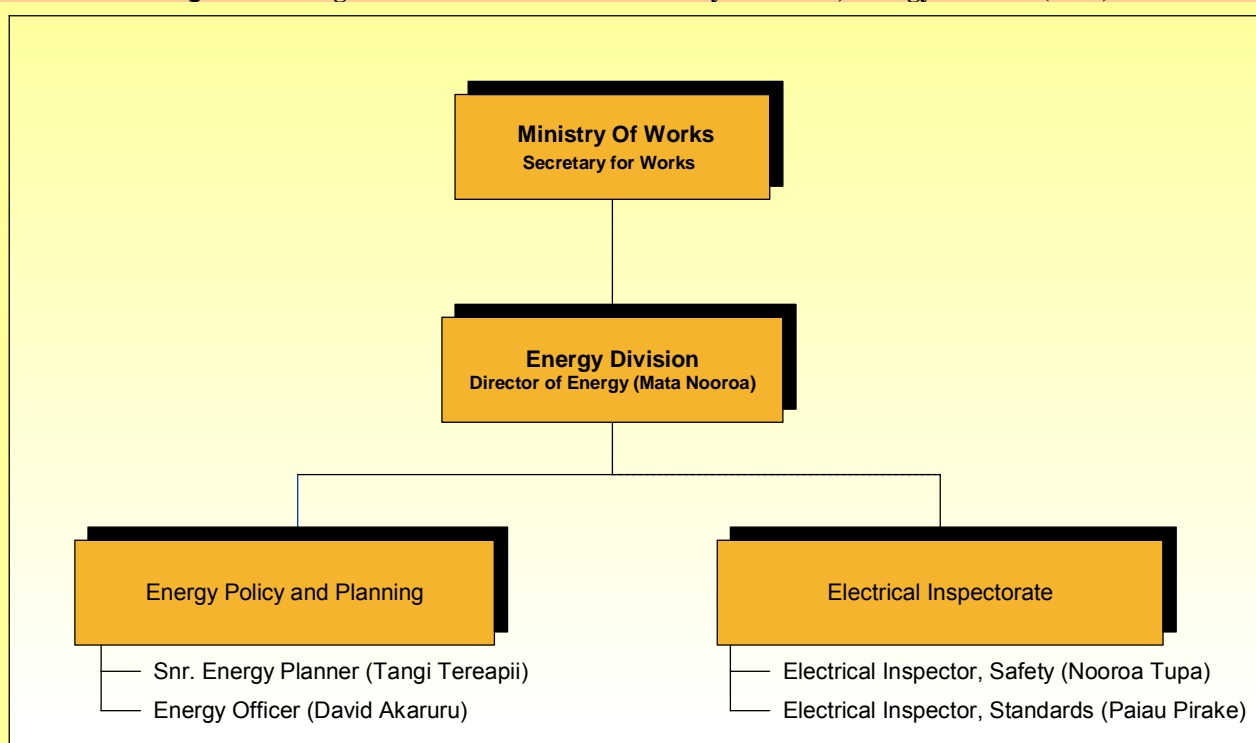 Ministry Of Works
Secretary for Works
Energy Division
Director of Energy (Mata Nooroa)
Energy Policy and Planning
Snr. Energy Planner (Tangi Tereapii)
Energy Officer (David Akaruru)
Electrical Inspectorate
Electrical Inspector, Safety (Nooroa Tupa)
Electrical Inspector, Standards (Paiau Pirake)